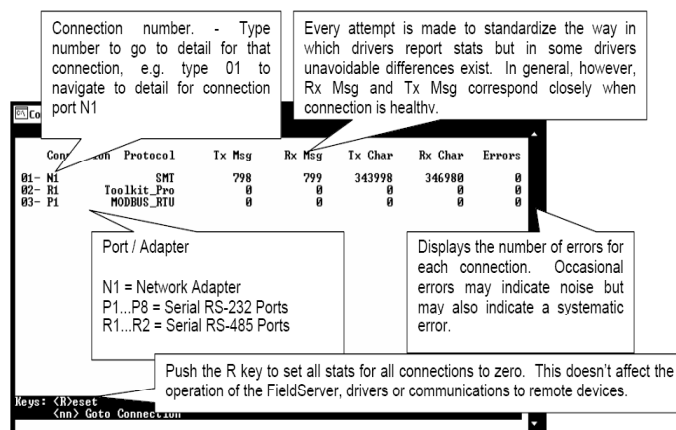 Connection number. - Type
number to go to detail for that
connection, e.g. type 01 to
navigate to detail for connection
port N1
Every attempt is made to standardize the way in
which drivers report stats but in some drivers
unavoidable differences exist. In general, however,
Rx Msg and Tx Msg correspond closely when
connection is healthy.
Protocol Tx Msg Rx Msg Tx Char Rx Char Errors
01- N1 SMT 798 799 343998 346980 0
02- R1 Toolkit_Pro 0 0 0 0 0
03- P1 MODBUS_RTU 0 0 0 0 0
Port / Adapter
N1 = Network Adapter
P1...P8 = Serial RS-232 Ports
R1...R2 = Serial RS-485 Ports
Displays the number of errors for
each connection. Occasional
errors may indicate noise but
may also indicate a systematic
error.
Push the R key to set all stats for all connections to zero. This doesn't affect the
operation of the FieldServer, drivers or communications to remote devices.
Keys: <R>eset
<nn> Goto Connection